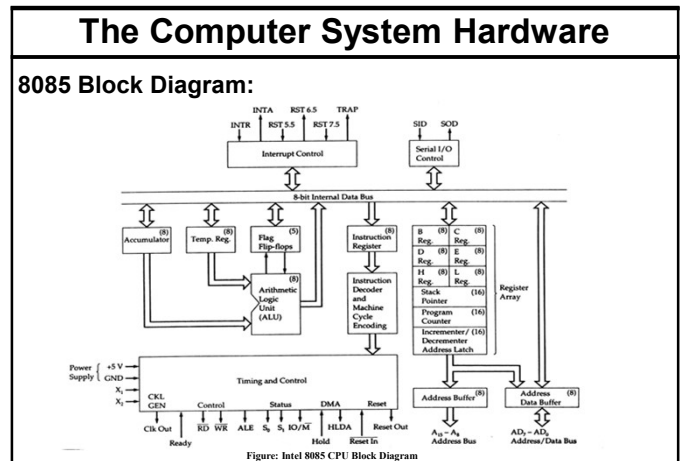 The Computer System Hardware
8085 Block Diagram:
INTA RST 6.5 TRAP
INTR RST 5.5 RST 7.5
SID SOD
Interrupt Control
Serial I/O
Control
8-bit Internal Data Bus
(8)
Accumulator
(8)
Temp. Reg.
(5)
Flag
Flip-flops
(8)
Instruction
Register
B (8) C (8)
Reg. Reg.
D (8) E (8)
Reg. Reg.
H (8) L (8)
Reg. Reg.
Stack (16)
Pointer
Program (16)
Counter
Incrementer/ (16)
Decrementer
Address Latch
Register
Array
(8)
Arithmetic
Logic
Unit
(ALU)
Instruction
Decoder
and
Machine
Cycle
Encoding
Power +5 V
Supply GND
X₁
X₂
Timing and Control
CKL
GEN Control Status DMA Reset
Clk Out R̅D̅ W̅R̅ ALE S₀ S₁ IO/M̅ HLDA Reset Out
Ready Hold R̅e̅s̅e̅t̅ ̅I̅n̅
Address Buffer (8)
Address (8)
Data Buffer
A₁₅ – A₈
Address Bus
AD₇ – AD₀
Address/Data Bus
Figure: Intel 8085 CPU Block Diagram